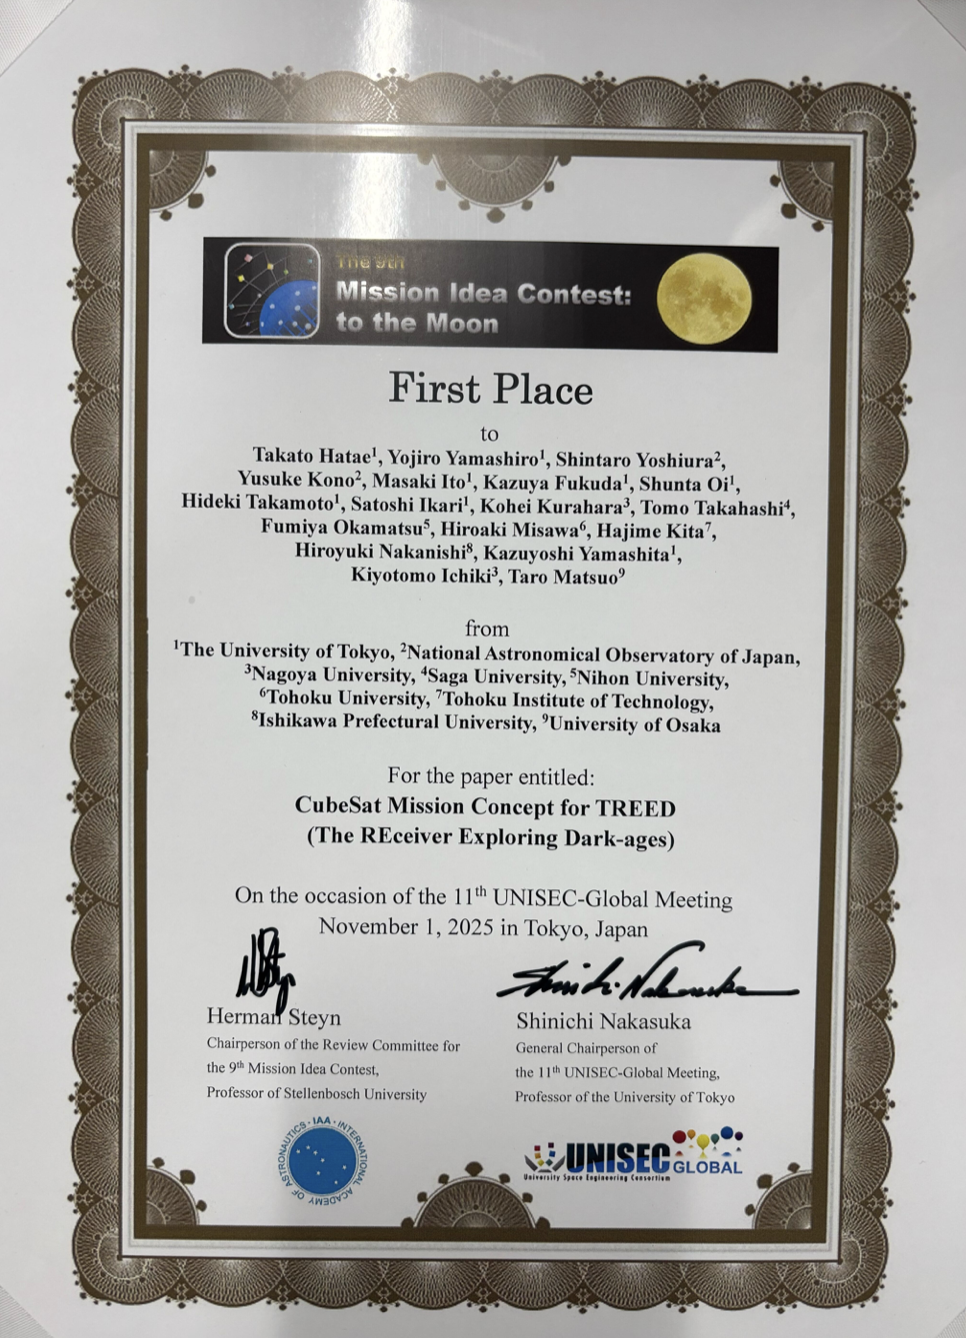 The 9th
Mission Idea Contest:
to the Moon
First Place
to
Takato Hatae¹, Yojiro Yamashiro¹, Shintaro Yoshiura²,
Yusuke Kono², Masaki Ito¹, Kazuya Fukuda¹, Shunta Oi¹,
Hideki Takamoto¹, Satoshi Ikari¹, Kohei Kurahara³, Tomo Takahashi⁴,
Fumiya Okamatsu⁵, Hiroaki Misawa⁶, Hajime Kita⁷,
Hiroyuki Nakanishi⁸, Kazuyoshi Yamashita¹,
Kiyotomo Ichiki³, Taro Matsuo⁹
from
¹The University of Tokyo, ²National Astronomical Observatory of Japan,
³Nagoya University, ⁴Saga University, ⁵Nihon University,
⁶Tohoku University, ⁷Tohoku Institute of Technology,
⁸Ishikawa Prefectural University, ⁹University of Osaka
For the paper entitled:
CubeSat Mission Concept for TREED
(The REceiver Exploring Dark-ages)
On the occasion of the 11th UNISEC-Global Meeting
November 1, 2025 in Tokyo, Japan
Shinichi Nakasuka
Herman Steyn
Chairperson of the Review Committee for
the 9th Mission Idea Contest,
Professor of Stellenbosch University
Shinichi Nakasuka
General Chairperson of
the 11th UNISEC-Global Meeting,
Professor of the University of Tokyo
IAA · INTERNATIONAL ACADEMY OF ASTRONAUTICS ·
UNISEC GLOBAL
University Space Engineering Consortium